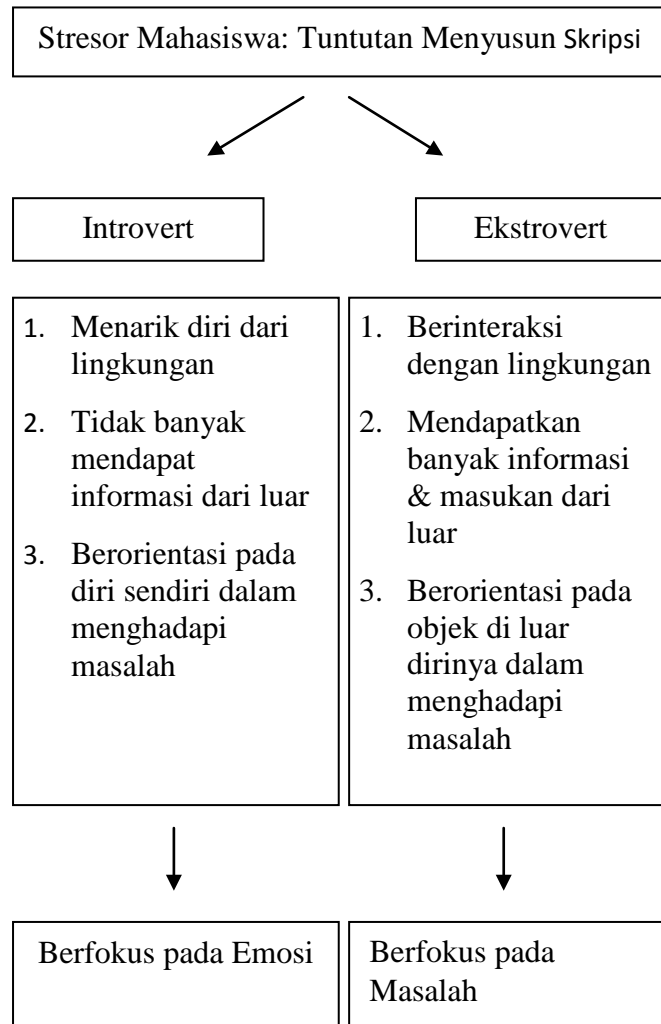 Stresor Mahasiswa: Tuntutan Menyusun Skripsi
Introvert
Ekstrovert
1. Menarik diri dari
lingkungan
2. Tidak banyak
mendapat
informasi dari luar
3. Berorientasi pada
diri sendiri dalam
menghadapi
masalah
1. Berinteraksi
dengan lingkungan
2. Mendapatkan
banyak informasi
& masukan dari
luar
3. Berorientasi pada
objek di luar
dirinya dalam
menghadapi
masalah
Berfokus pada Emosi
Berfokus pada
Masalah